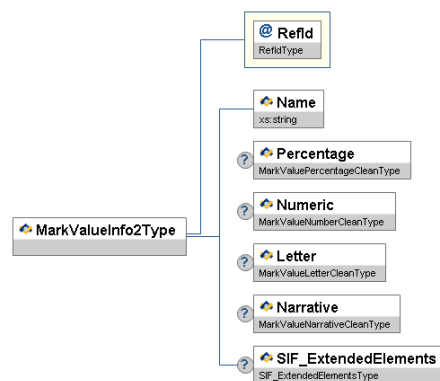 @ RefId
RefIdType
Name
xs:string
? Percentage
MarkValuePercentageCleanType
? Numeric
MarkValueNumberCleanType
MarkValueInfo2Type
? Letter
MarkValueLetterCleanType
? Narrative
MarkValueNarrativeCleanType
? SIF_ExtendedElements
SIF_ExtendedElementsType